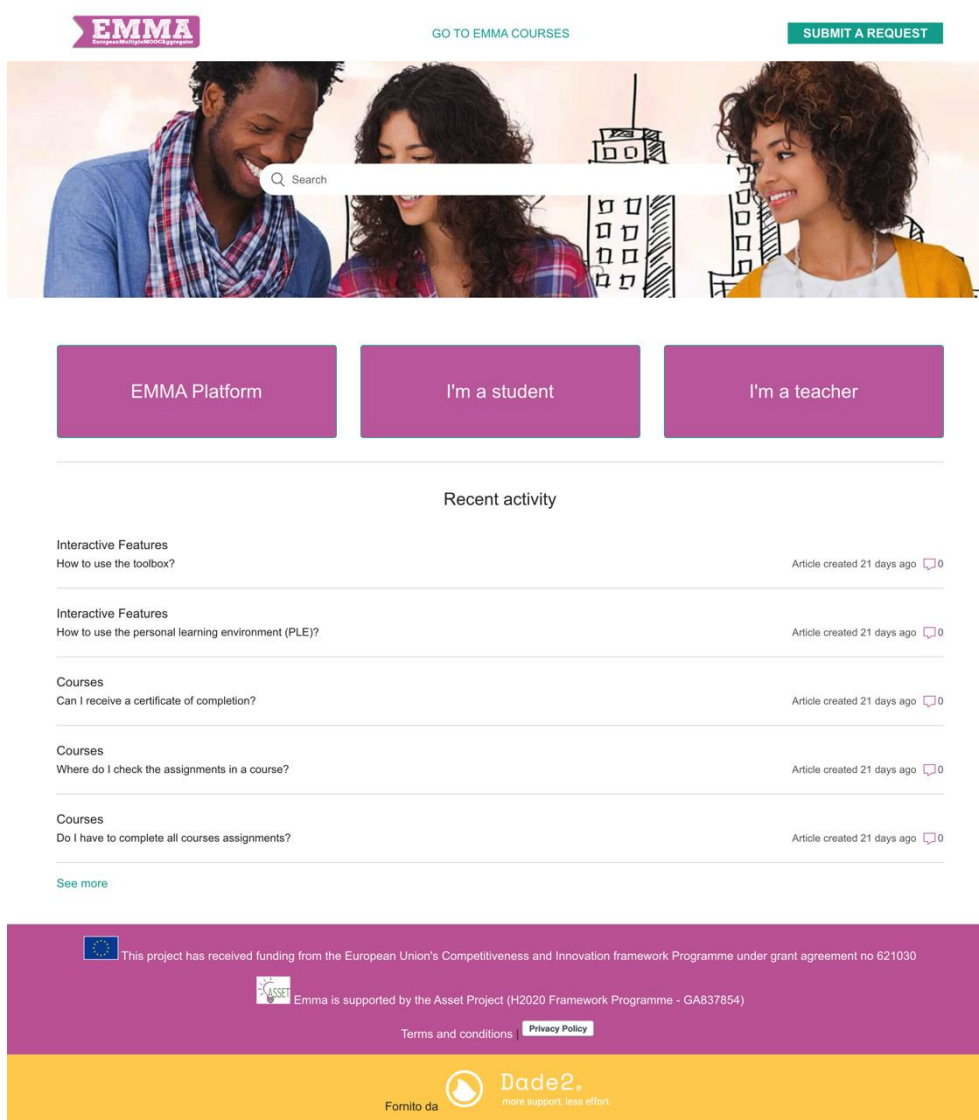 EMMA
EuropeanMultipleMOOCAggregator
GO TO EMMA COURSES
SUBMIT A REQUEST
Search
EMMA Platform
I'm a student
I'm a teacher
Recent activity
Interactive Features
How to use the toolbox?
Article created 21 days ago 0
Interactive Features
How to use the personal learning environment (PLE)?
Article created 21 days ago 0
Courses
Can I receive a certificate of completion?
Article created 21 days ago 0
Courses
Where do I check the assignments in a course?
Article created 21 days ago 0
Courses
Do I have to complete all courses assignments?
Article created 21 days ago 0
See more
This project has received funding from the European Union's Competitiveness and Innovation framework Programme under grant agreement no 621030
ASSET
Emma is supported by the Asset Project (H2020 Framework Programme - GA837854)
Terms and conditions | Privacy Policy
Fornito da
Dade2.
more support, less effort.